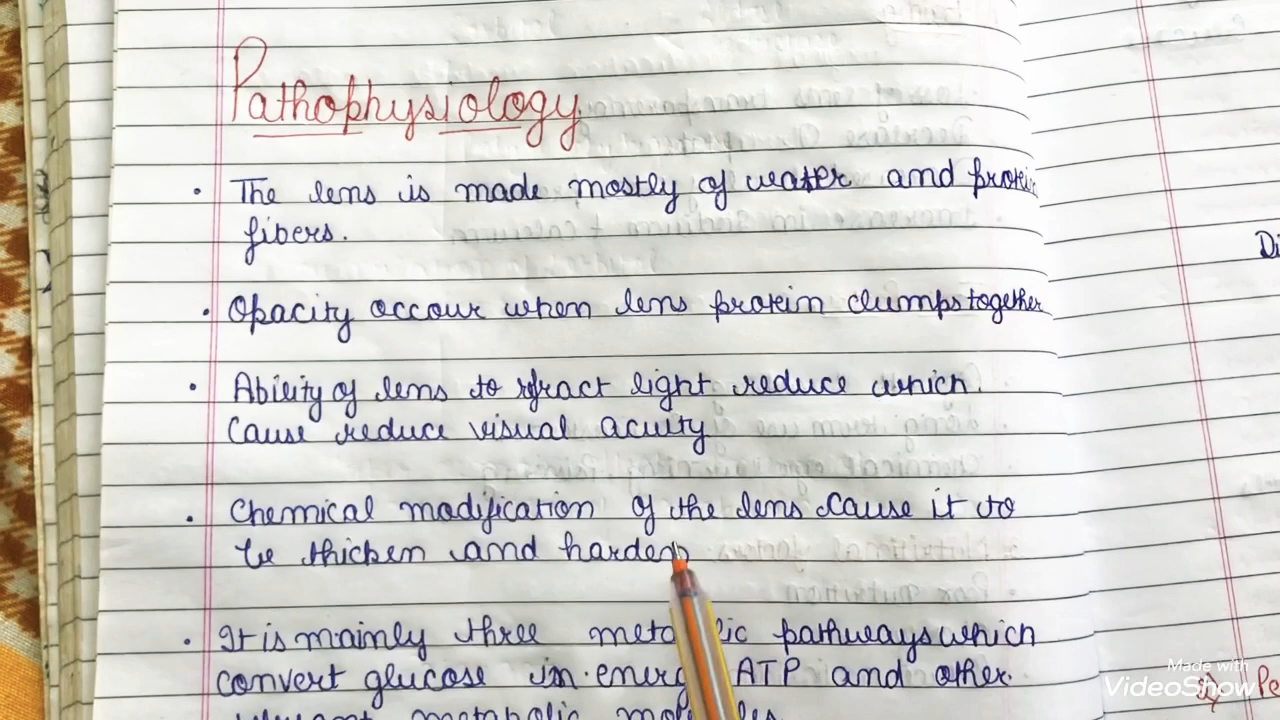 Pathophysiology
• The lens is made mostly of water and protein
fibers.
• Opacity occour when lens protein clumps together
• Ability of lens to refract light reduce which
cause reduce visual acuity
• Chemical modification of the lens cause it to
be thicken and harden
• It is mainly three metabolic pathways which
convert glucose in energy ATP and other
metabolic
Di
Pe
Made with
VideoShow